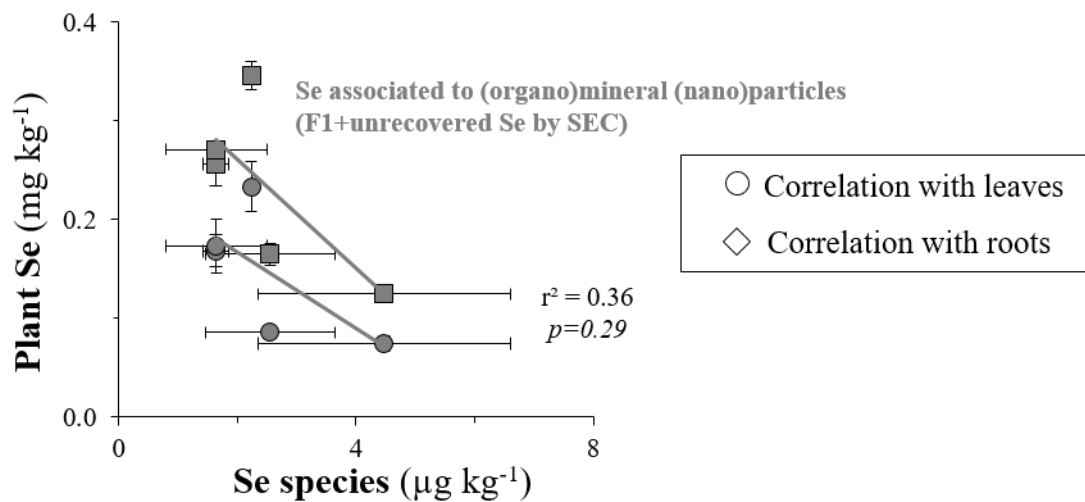 0.4
Se associated to (organo)mineral (nano)particles
(F1+unrecovered Se by SEC)
Plant Se (mg kg⁻¹)
0.2
0.0
r² = 0.36
p=0.29
0
4
8
Se species (µg kg⁻¹)
Correlation with leaves
Correlation with roots